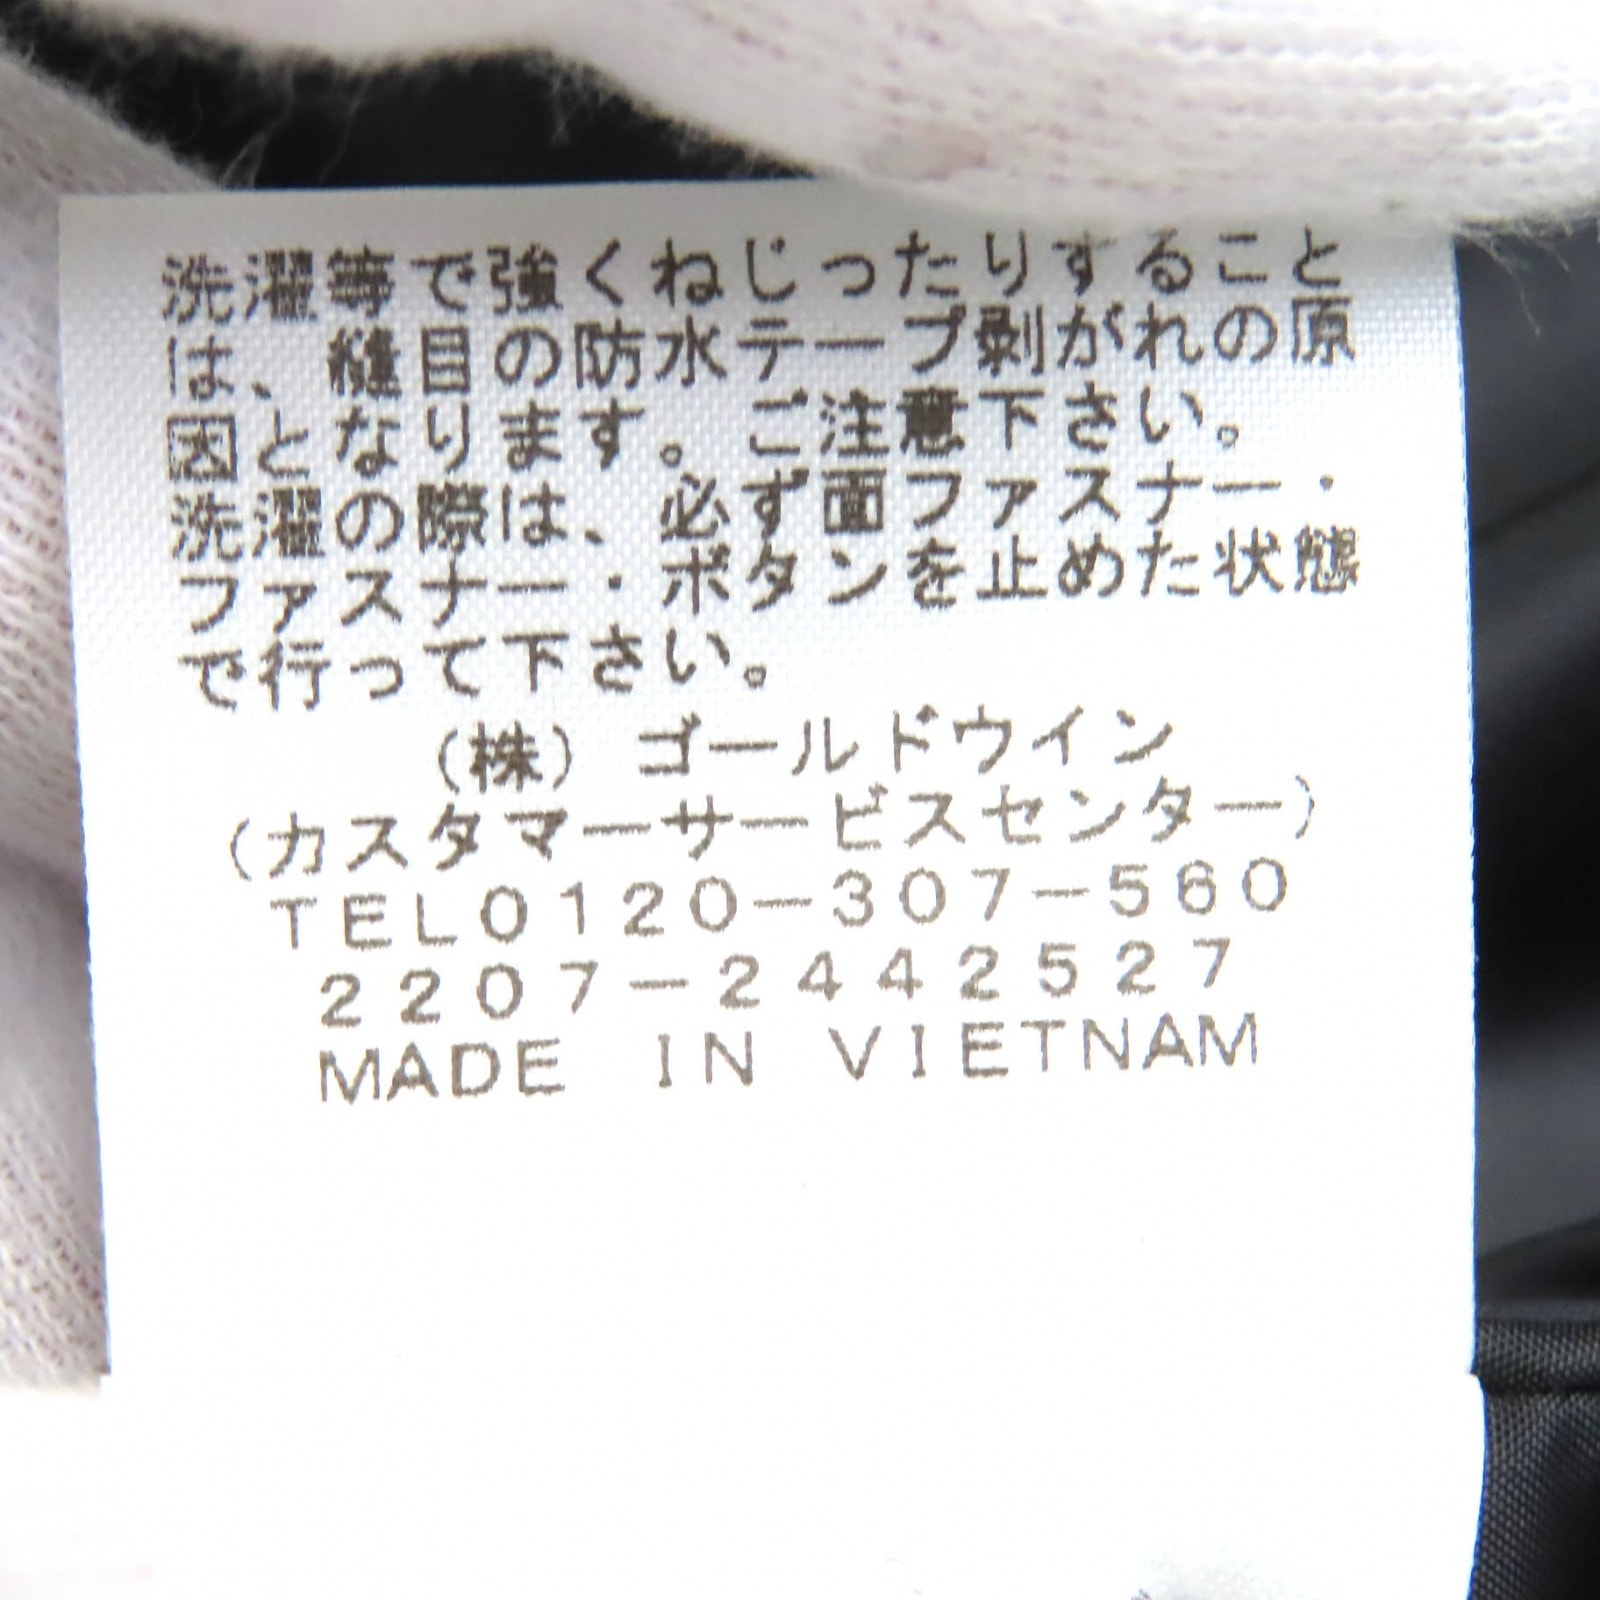 洗濯等で強くねじったりすること
は、縫目の防水テープ剥がれの原
因となります。ご注意下さい。
洗濯の際は、必ず面ファスナー・
ファスナー・ボタンを止めた状態
で行って下さい。
(株) ゴールドウイン
(カスタマーサービスセンター)
TEL0120-307-560
2207-2442527
MADE IN VIETNAM